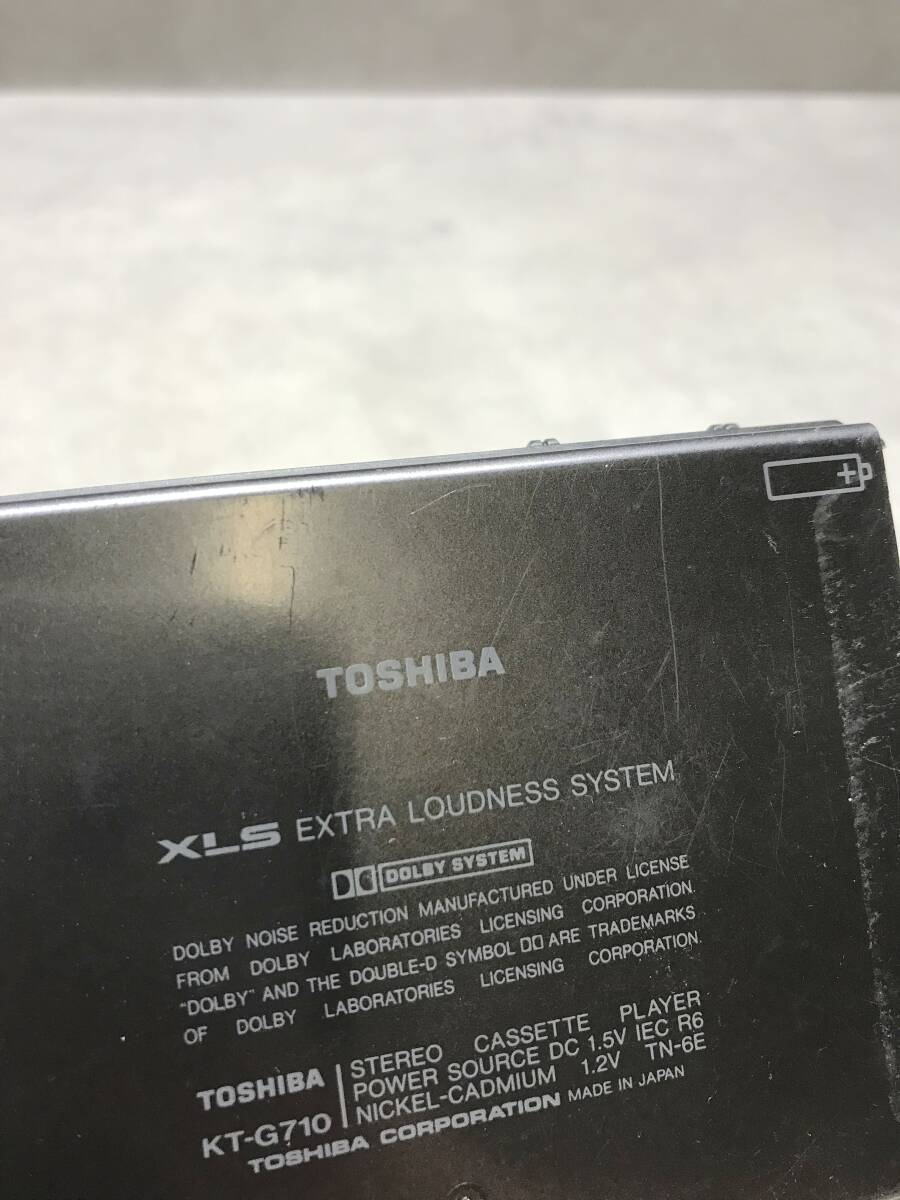 +
TOSHIBA
XLS EXTRA LOUDNESS SYSTEM
DOLBY SYSTEM
DOLBY NOISE REDUCTION MANUFACTURED UNDER LICENSE
FROM DOLBY LABORATORIES LICENSING CORPORATION.
"DOLBY" AND THE DOUBLE-D SYMBOL DD ARE TRADEMARKS
OF DOLBY LABORATORIES LICENSING CORPORATION.
TOSHIBA
KT-G710
STEREO CASSETTE PLAYER
POWER SOURCE DC 1.5V IEC R6
NICKEL-CADMIUM 1.2V TN-6E
TOSHIBA CORPORATION MADE IN JAPAN